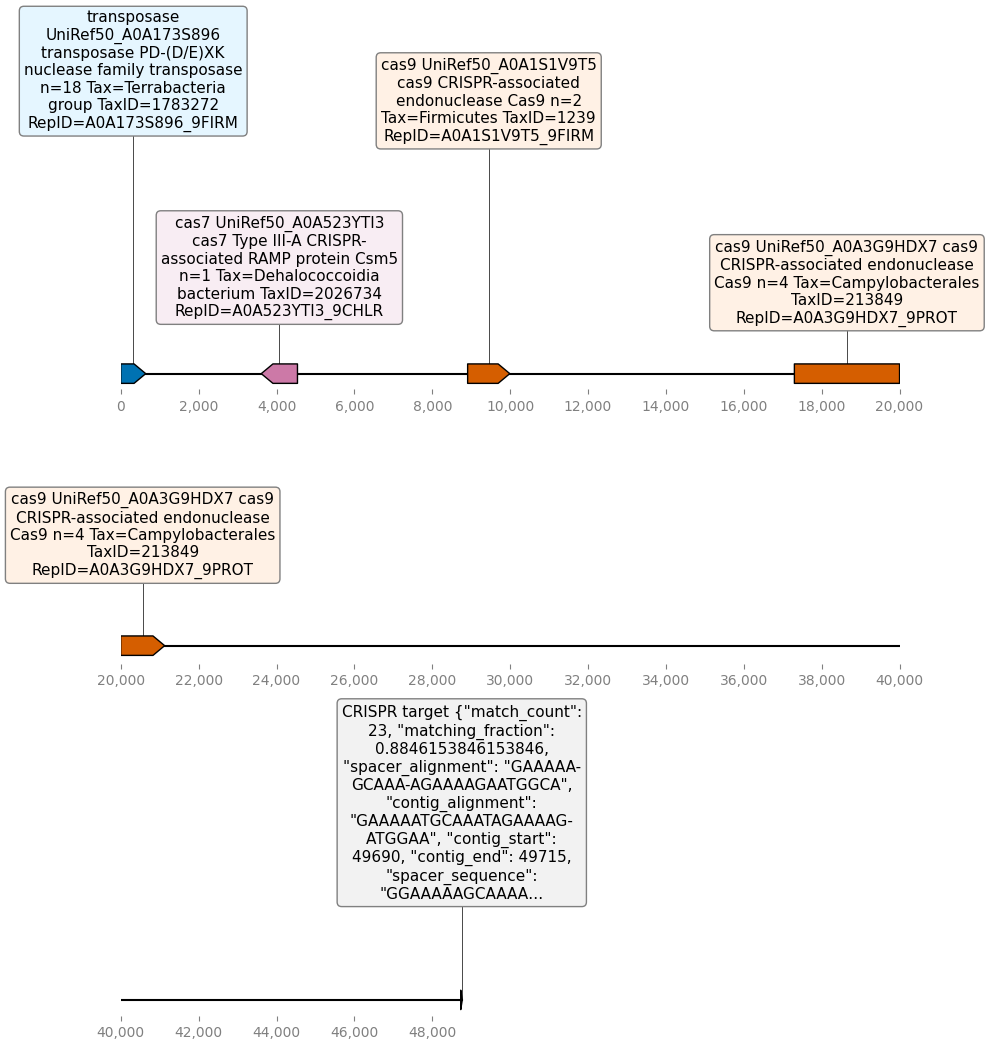 transposase
UniRef50_A0A173S896
transposase PD-(D/E)XK
nuclease family transposase
n=18 Tax=Terrabacteria
group TaxID=1783272
RepID=A0A173S896_9FIRM
cas9 UniRef50_A0A1S1V9T5
cas9 CRISPR-associated
endonuclease Cas9 n=2
Tax=Firmicutes TaxID=1239
RepID=A0A1S1V9T5_9FIRM
cas7 UniRef50_A0A523YTI3
cas7 Type III-A CRISPR-
associated RAMP protein Csm5
n=1 Tax=Dehalococcoidia
bacterium TaxID=2026734
RepID=A0A523YTI3_9CHLR
cas9 UniRef50_A0A3G9HDX7 cas9
CRISPR-associated endonuclease
Cas9 n=4 Tax=Campylobacterales
TaxID=213849
RepID=A0A3G9HDX7_9PROT
0 2,000 4,000 6,000 8,000 10,000 12,000 14,000 16,000 18,000 20,000
cas9 UniRef50_A0A3G9HDX7 cas9
CRISPR-associated endonuclease
Cas9 n=4 Tax=Campylobacterales
TaxID=213849
RepID=A0A3G9HDX7_9PROT
20,000 22,000 24,000 26,000 28,000 30,000 32,000 34,000 36,000 38,000 40,000
CRISPR target {"match_count":
23, "matching_fraction":
0.8846153846153846,
"spacer_alignment": "GAAAAA-
GCAAA-AGAAAAGAATGGCA",
"contig_alignment":
"GAAAAATGCAAATAGAAAAG-
ATGGAA", "contig_start":
49690, "contig_end": 49715,
"spacer_sequence":
"GGAAAAAGCAAAA...
40,000 42,000 44,000 46,000 48,000